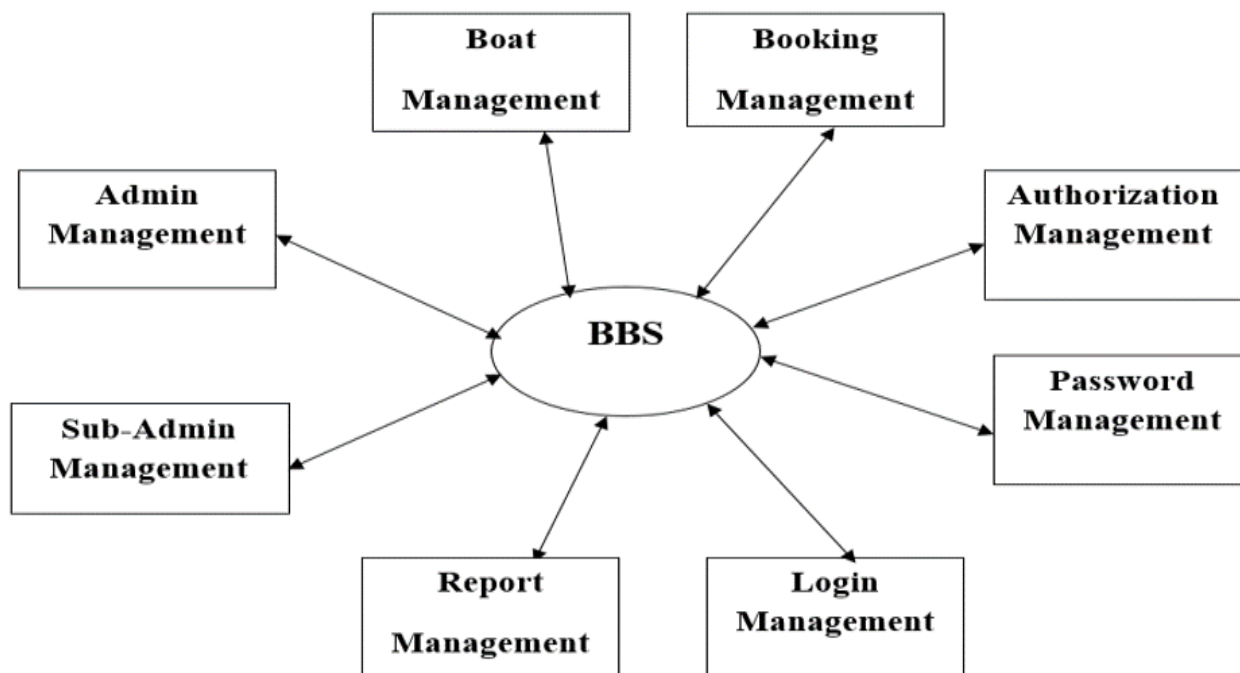 Boat
Management
Booking
Management
Admin
Management
Authorization
Management
BBS
Password
Management
Sub-Admin
Management
Report
Management
Login
Management